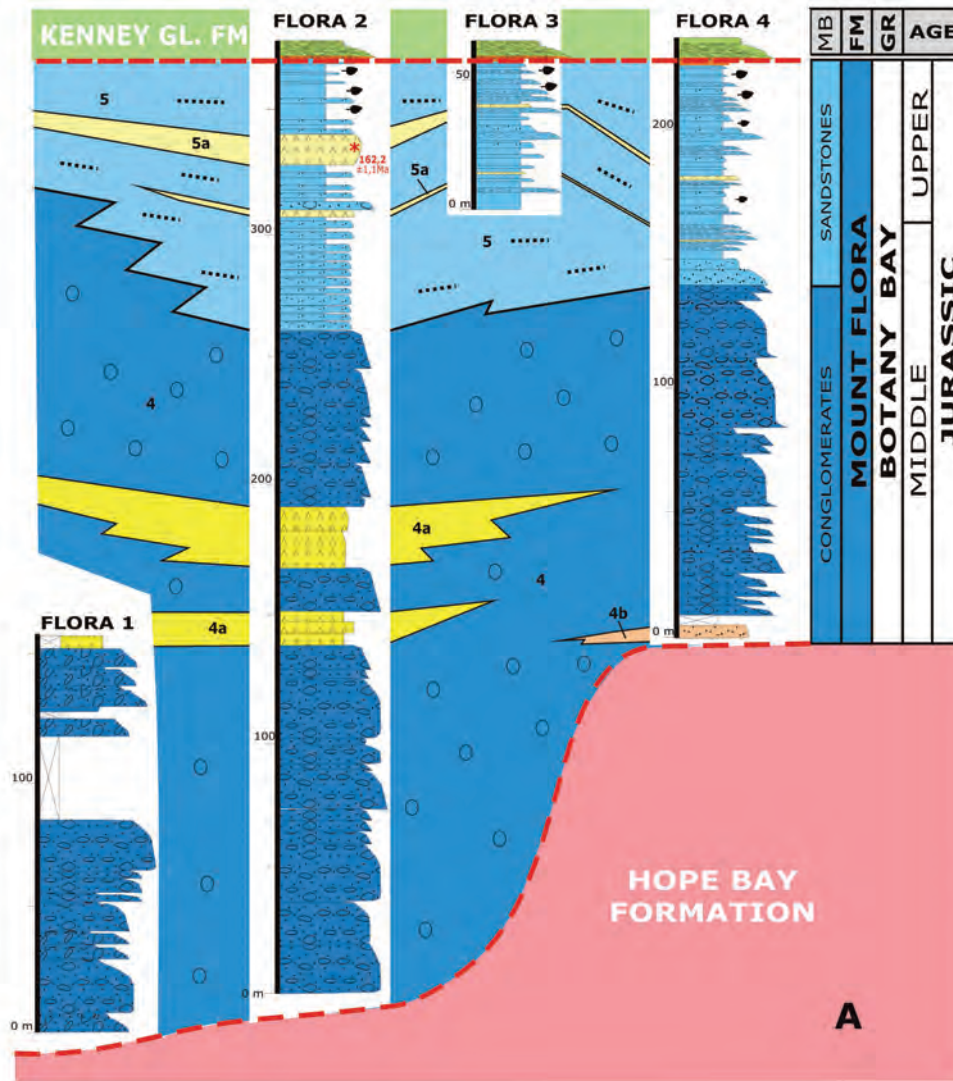 FLORA 2
FLORA 3
FLORA 4
KENNEY GL. FM
MB
FM
GR
AGE
50
5
5a
162,2
±1,1Ma
5a
0 m
200
300
5
SANDSTONES
UPPER
CONGLOMERATES
MOUNT FLORA
BOTANY BAY
MIDDLE
JURASSIC
4
100
200
4a
4
4b
0 m
FLORA 1
4a
100
100
HOPE BAY
FORMATION
0 m
0 m
A